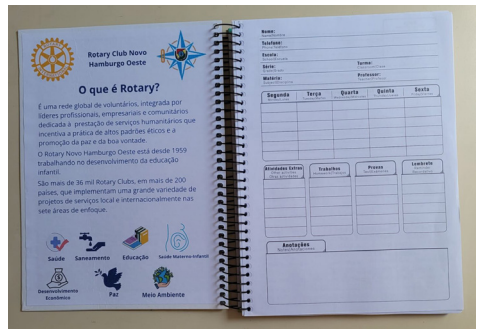 Rotary Club Novo
Hamburgo Oeste
O que é Rotary?
É uma rede global de voluntários, integrada por
líderes profissionais, empresariais e comunitários
dedicada à prestação de serviços humanitários que
incentiva a prática de altos padrões éticos e a
promoção da paz e da boa vontade.
O Rotary Novo Hamburgo Oeste está desde 1959
trabalhando no desenvolvimento da educação
infantil.
São mais de 36 mil Rotary Clubs, em mais de 200
países, que implementam uma grande variedade de
projetos de serviços local e internacionalmente nas
sete áreas de enfoque.
Saúde Saneamento Educação Saúde Materno-Infantil
Desenvolvimento
Econômico
Paz Meio Ambiente
Nome:
Telefone:
Escola:
Série: Turma:
Matéria: Professor:
Segunda Terça Quarta Quinta Sexta
Atividades Extras Trabalhos Provas Lembrete
Anotações